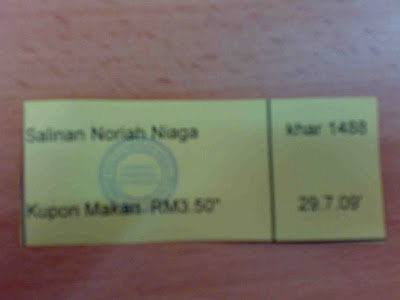 Salinan Noriah Niaga
khar 1488
Kupon Makan RM3.50"
29.7.09'